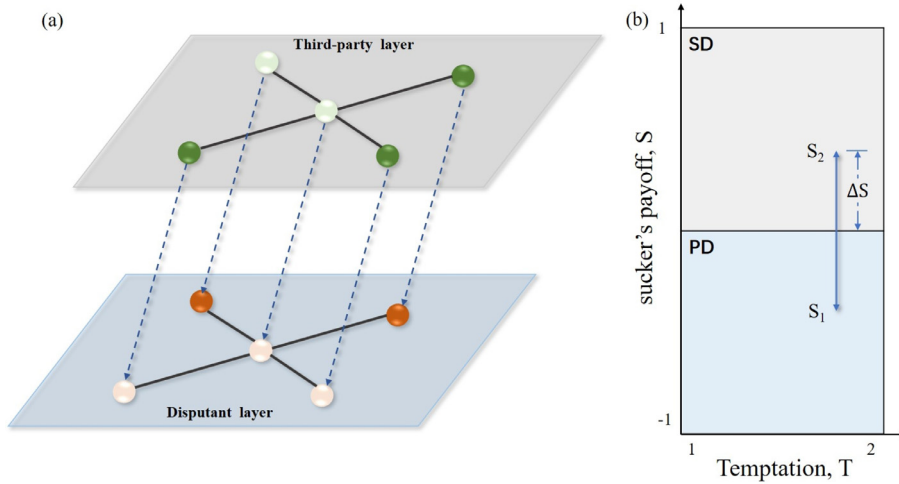 (a)
Third-party layer
Disputant layer
(b)
1
SD
S₂
ΔS
PD
S₁
-1
1
2
sucker's payoff, S
Temptation, T